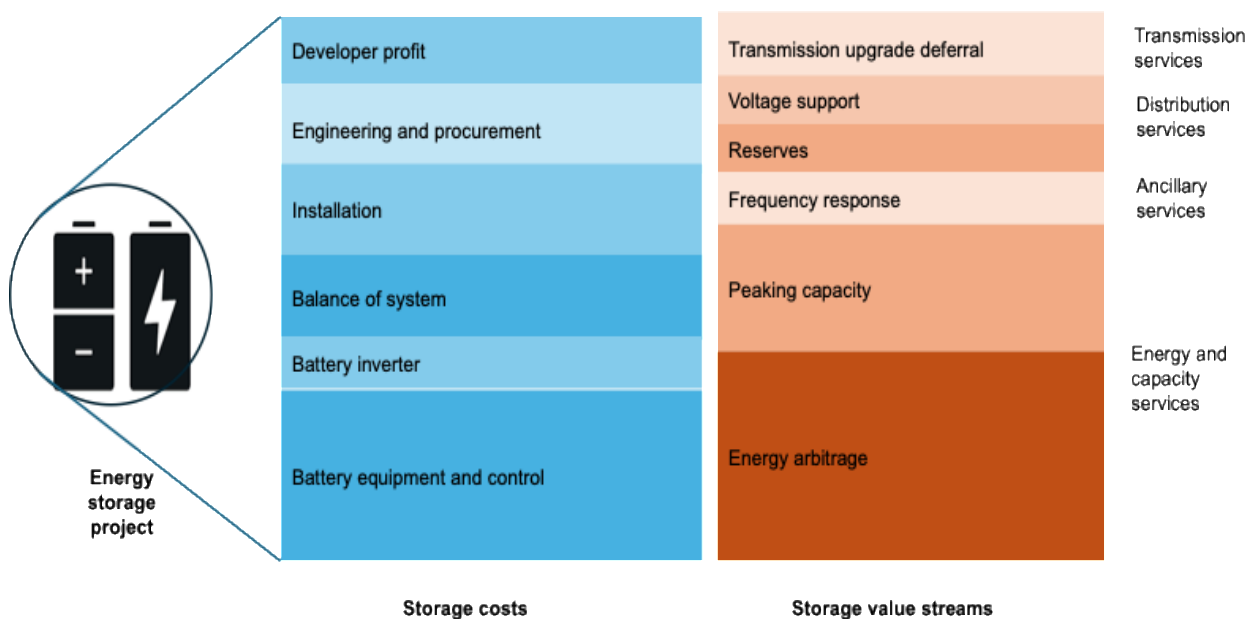 Developer profit
Engineering and procurement
Installation
Balance of system
Battery inverter
Battery equipment and control
Transmission upgrade deferral
Voltage support
Reserves
Frequency response
Peaking capacity
Energy arbitrage
Transmission
services
Distribution
services
Ancillary
services
Energy and
capacity
services
Energy
storage
project
Storage costs
Storage value streams